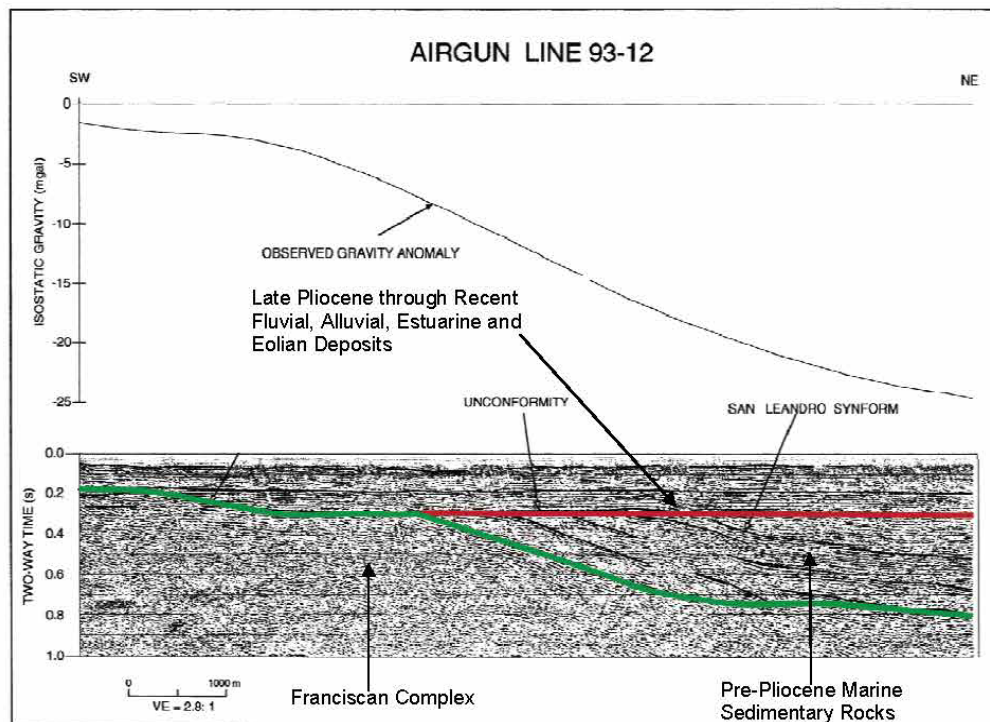 AIRGUN LINE 93-12
SW
NE
0
-5
-10
-15
-20
-25
ISOSTATIC GRAVITY (mgal)
OBSERVED GRAVITY ANOMALY
Late Pliocene through Recent
Fluvial, Alluvial, Estuarine and
Eolian Deposits
UNCONFORMITY
SAN LEANDRO SYNFORM
0.0
0.2
0.4
0.6
0.8
1.0
TWO-WAY TIME (s)
0
1000 m
VE = 2.8: 1
Franciscan Complex
Pre-Pliocene Marine
Sedimentary Rocks